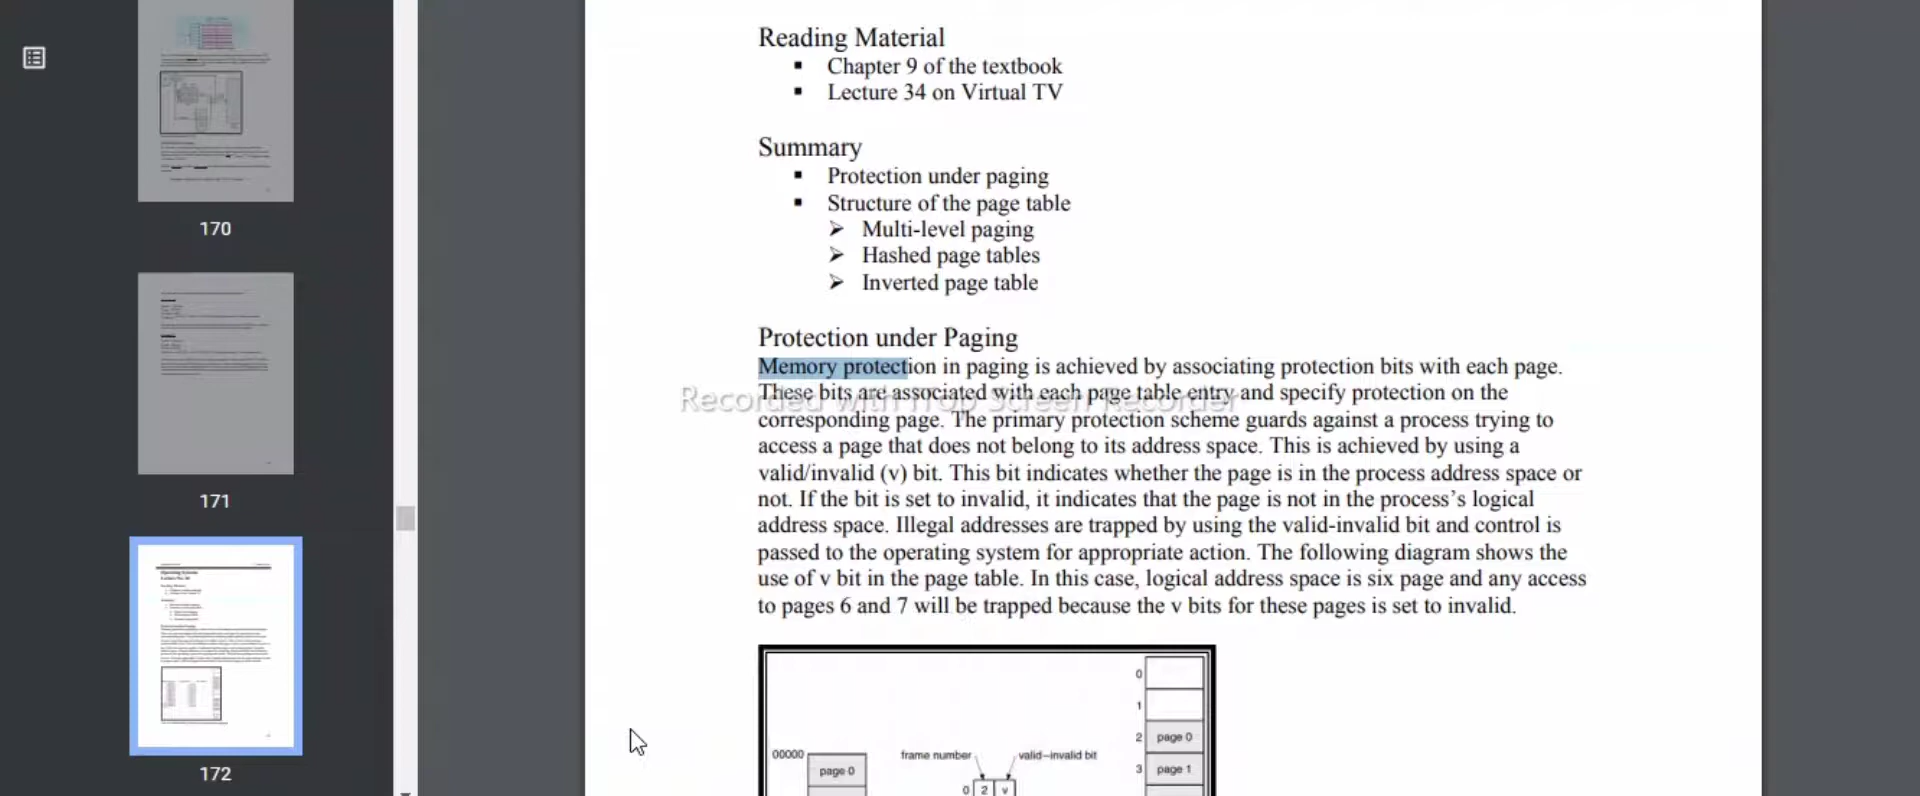 Reading Material
▪ Chapter 9 of the textbook
▪ Lecture 34 on Virtual TV
Summary
▪ Protection under paging
▪ Structure of the page table
➢ Multi-level paging
➢ Hashed page tables
➢ Inverted page table
Protection under Paging
Memory protection in paging is achieved by associating protection bits with each page.
These bits are associated with each page table entry and specify protection on the
Recorded with iTop Screen Recorder
corresponding page. The primary protection scheme guards against a process trying to
access a page that does not belong to its address space. This is achieved by using a
valid/invalid (v) bit. This bit indicates whether the page is in the process address space or
not. If the bit is set to invalid, it indicates that the page is not in the process’s logical
address space. Illegal addresses are trapped by using the valid-invalid bit and control is
passed to the operating system for appropriate action. The following diagram shows the
use of v bit in the page table. In this case, logical address space is six page and any access
to pages 6 and 7 will be trapped because the v bits for these pages is set to invalid.
0
1
2 page 0
00000 frame number valid–invalid bit
page 0 3 page 1
0 2 v
170
171
172